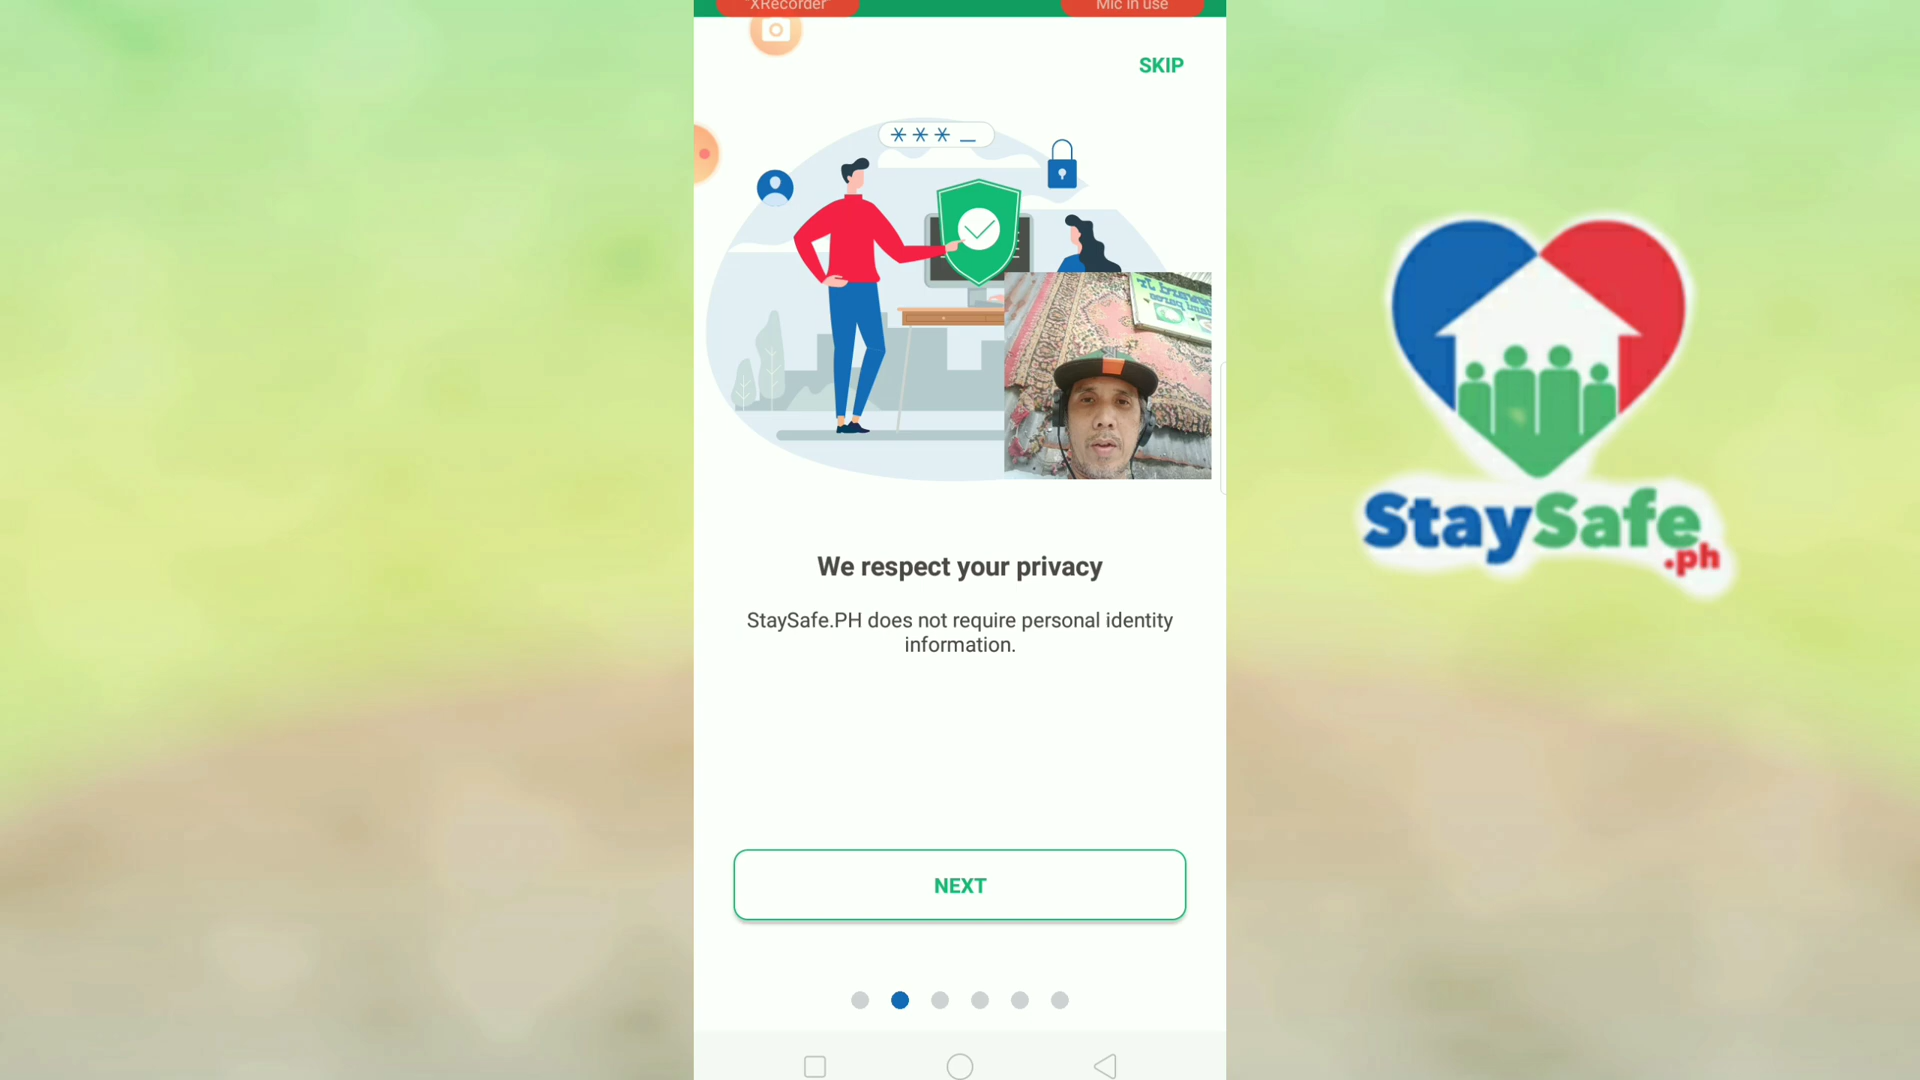 "XRecorder"
Mic in use
SKIP
***_
We respect your privacy
StaySafe.PH does not require personal identity
information.
NEXT
StaySafe
.ph